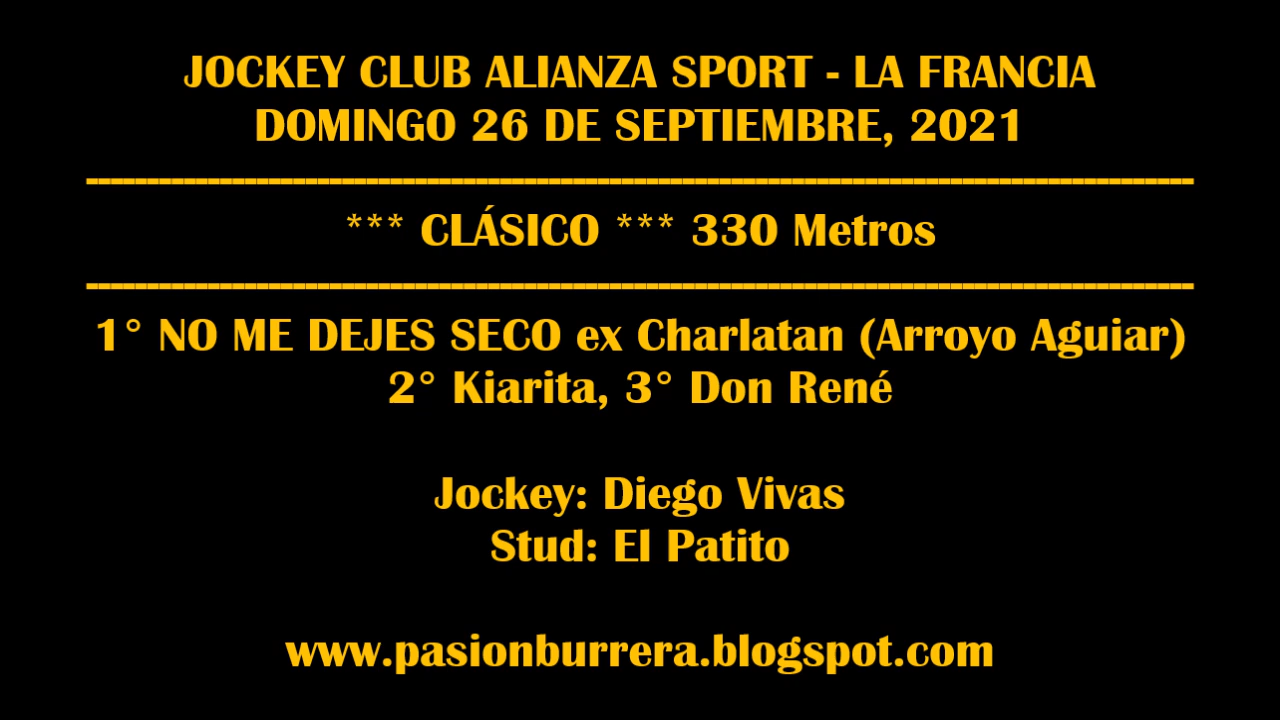 JOCKEY CLUB ALIANZA SPORT - LA FRANCIA
DOMINGO 26 DE SEPTIEMBRE, 2021
*** CLÁSICO *** 330 Metros
1° NO ME DEJES SECO ex Charlatan (Arroyo Aguiar)
2° Kiarita, 3° Don René
Jockey: Diego Vivas
Stud: El Patito
www.pasionburrera.blogspot.com